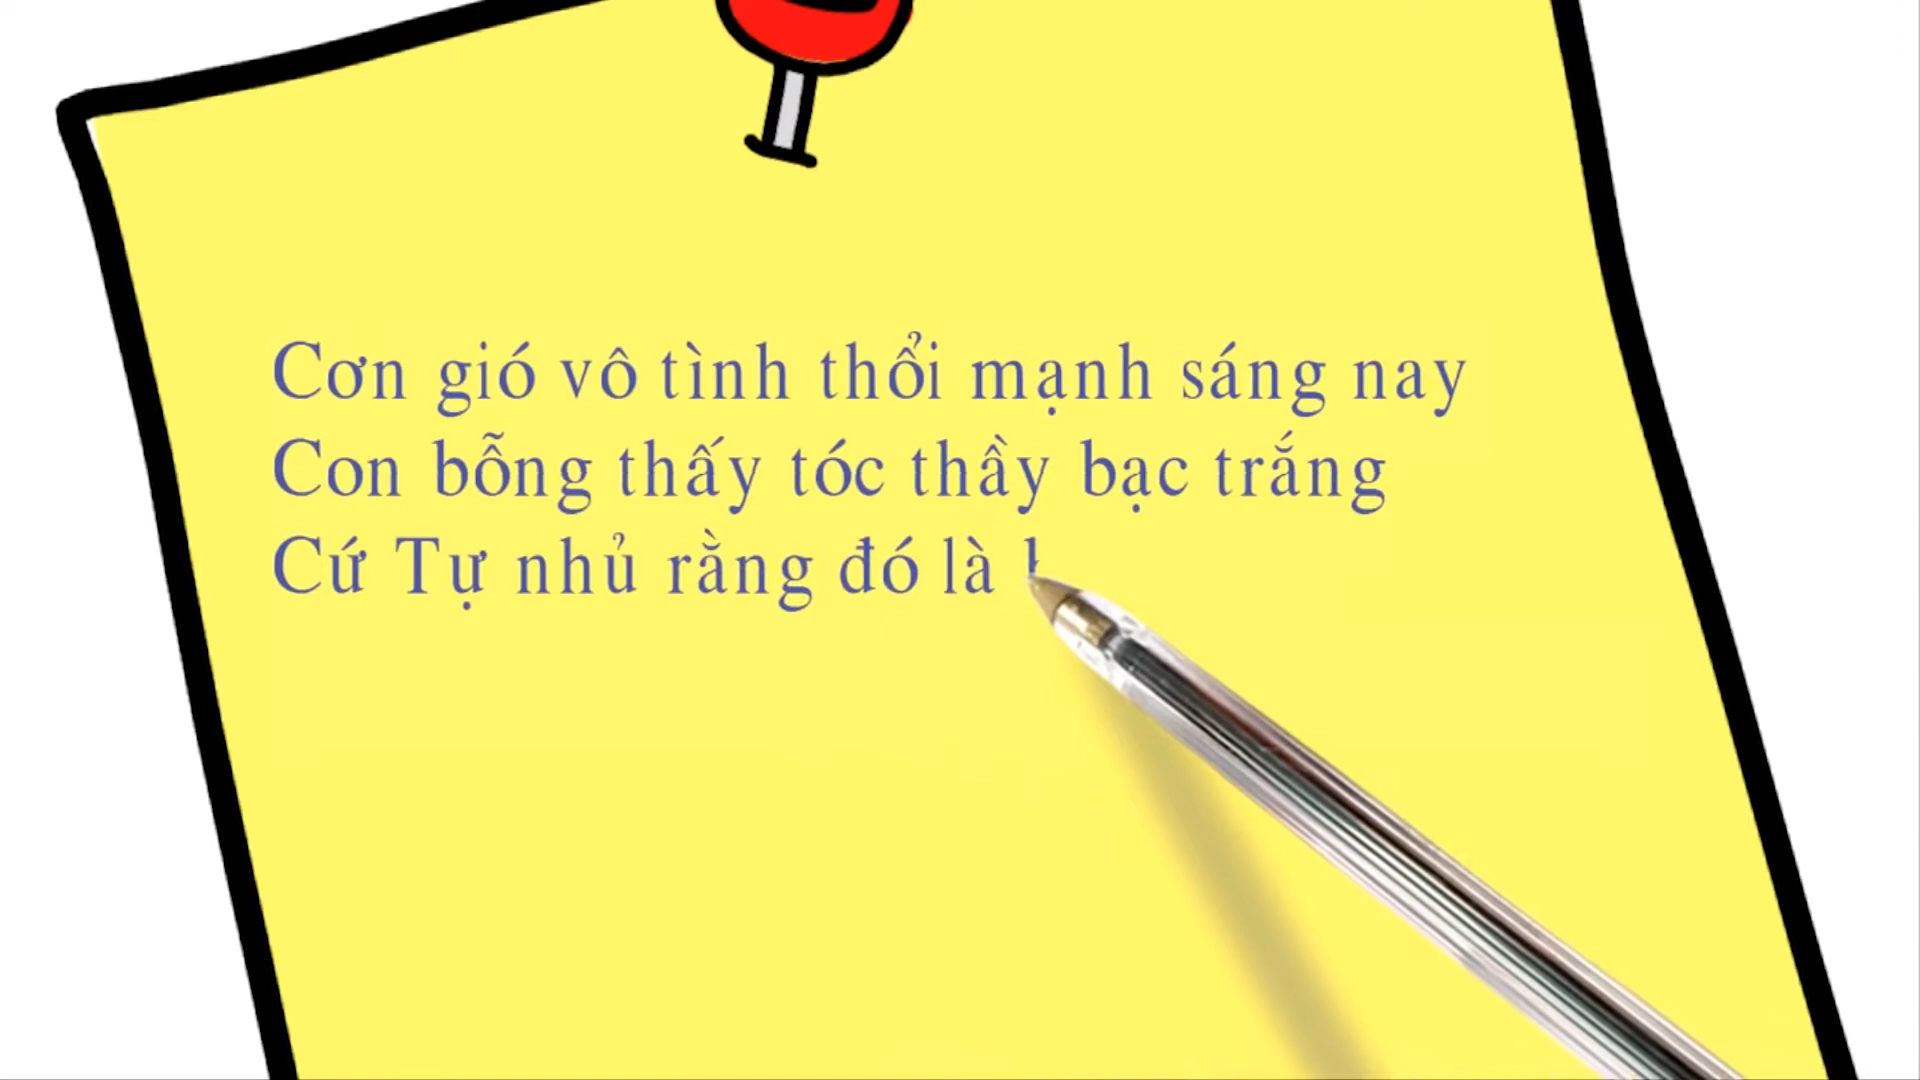 Cơn gió vô tình thổi mạnh sáng nay
Con bỗng thấy tóc thầy bạc trắng
Cứ Tự nhủ rằng đó là